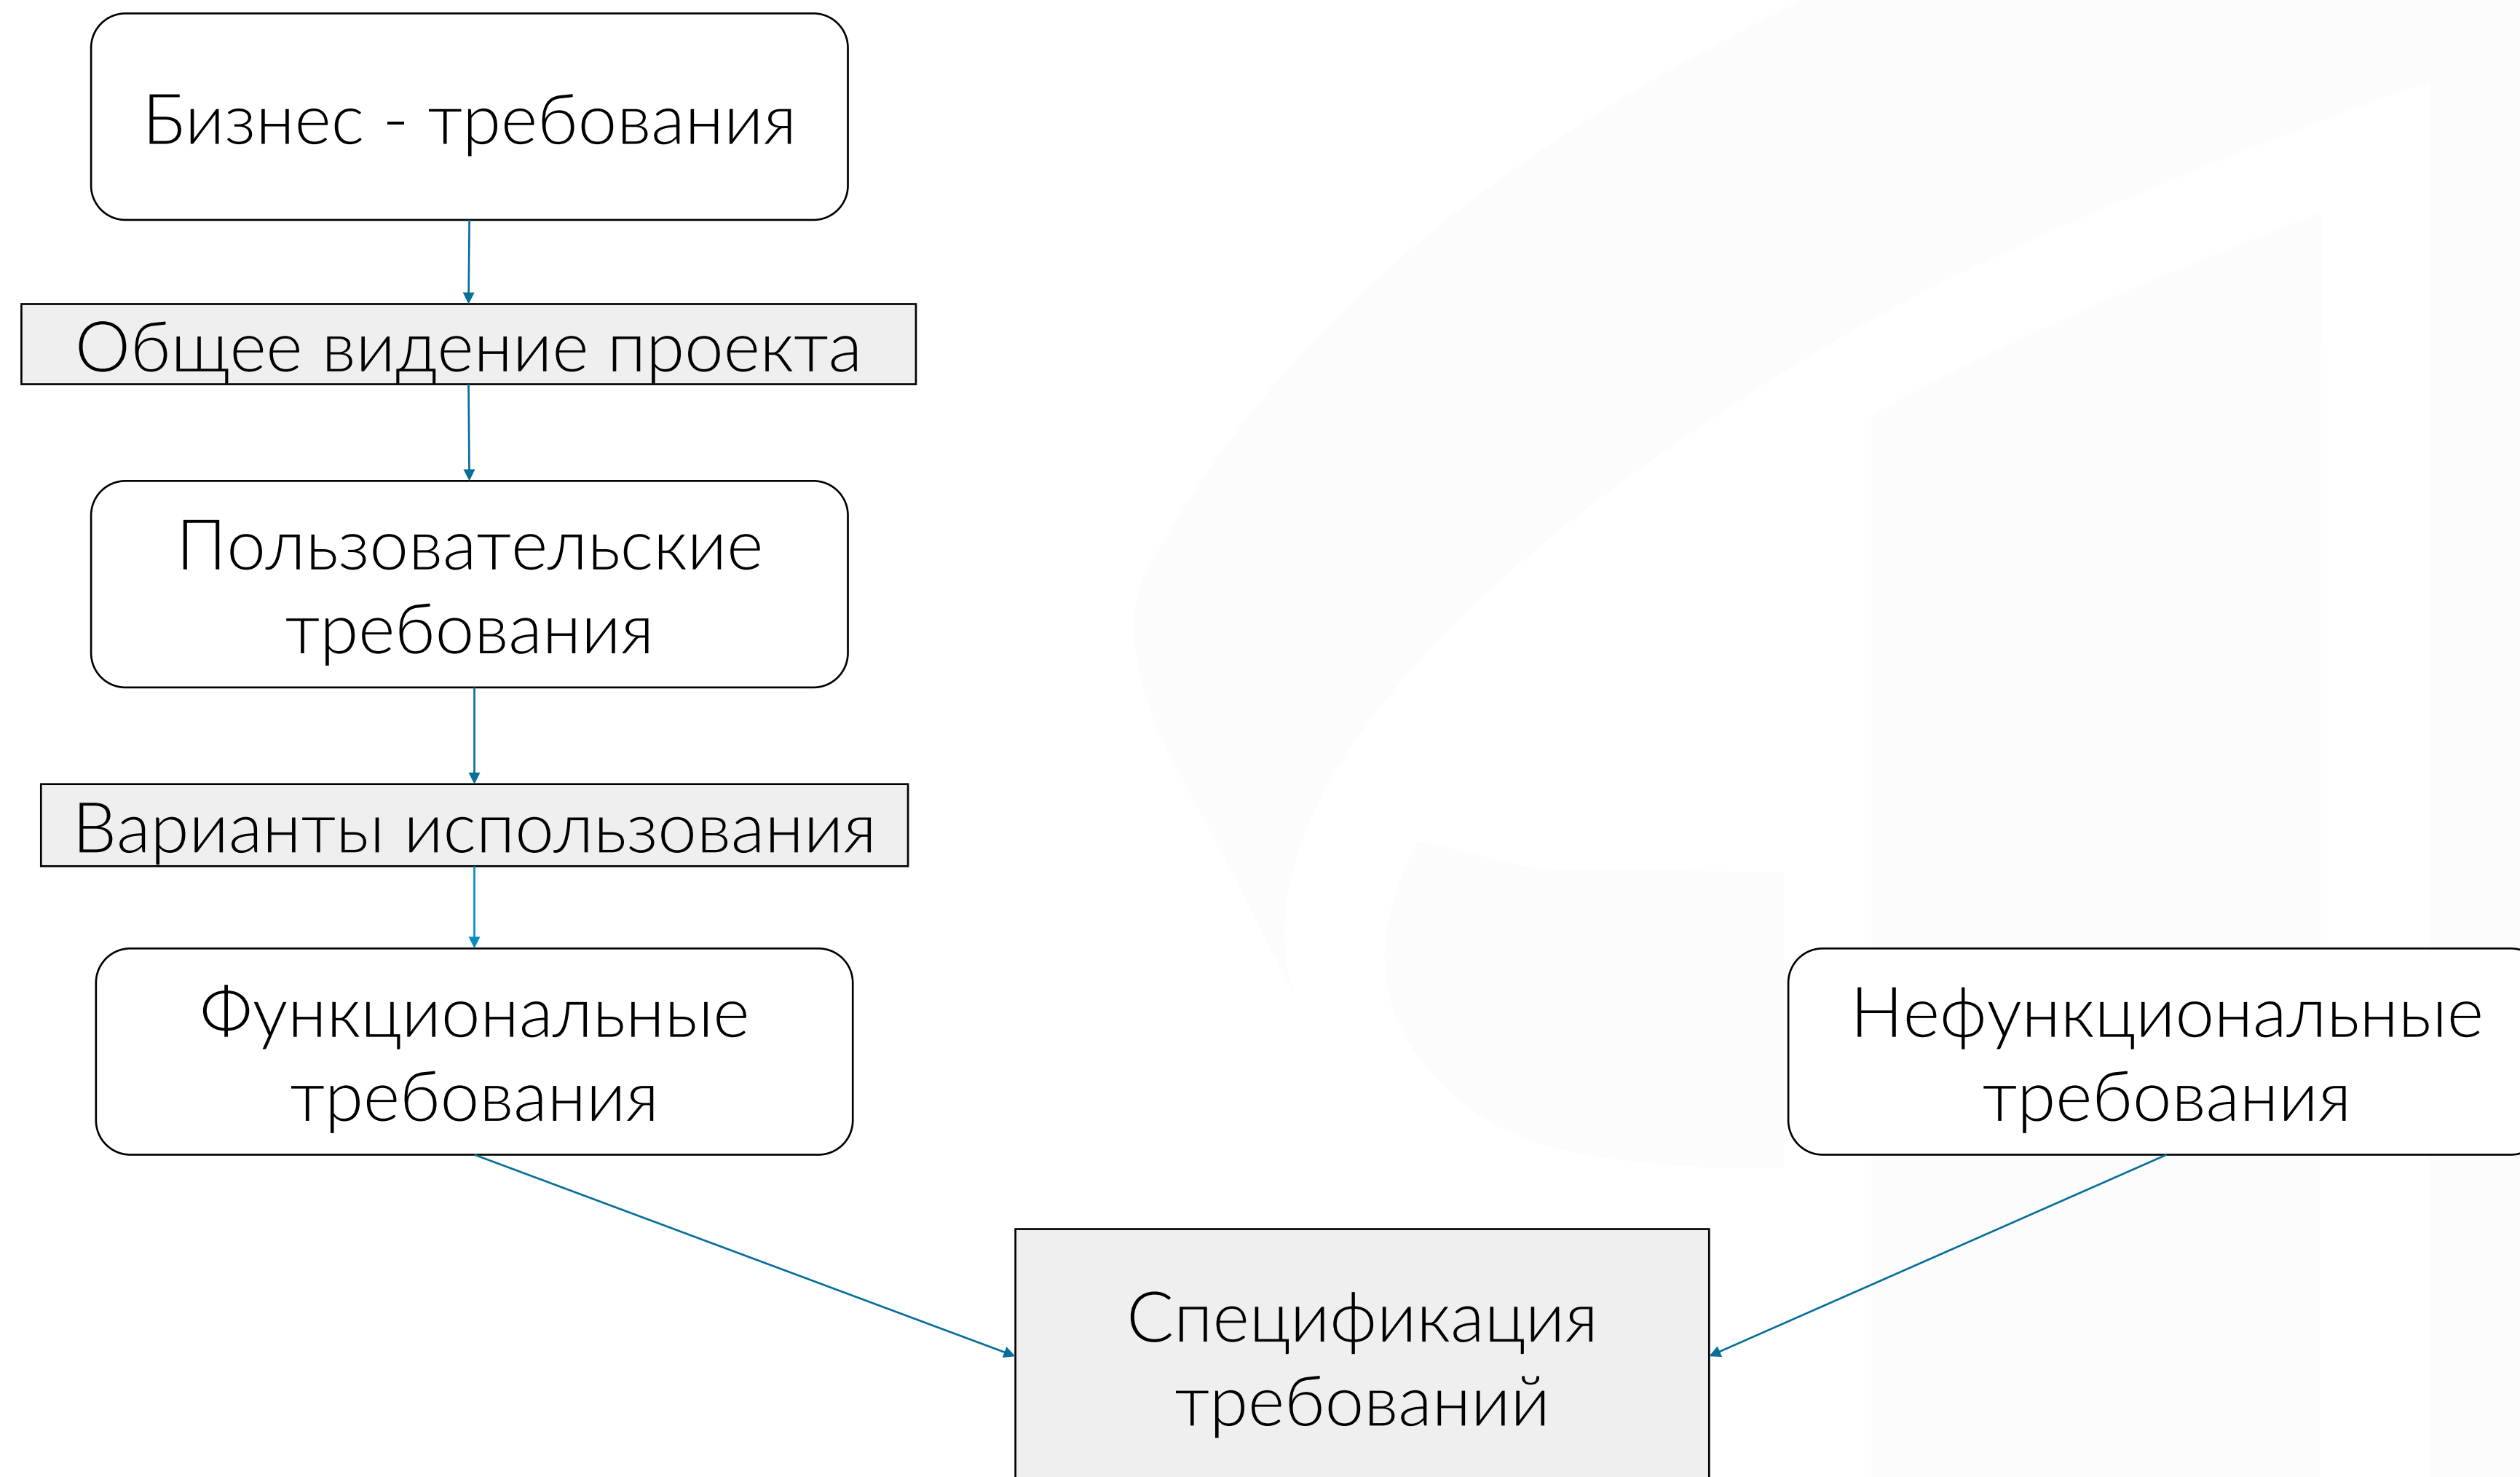 Бизнес - требования
Общее видение проекта
Пользовательские
требования
Варианты использования
Функциональные
требования
Нефункциональные
требования
Спецификация
требований